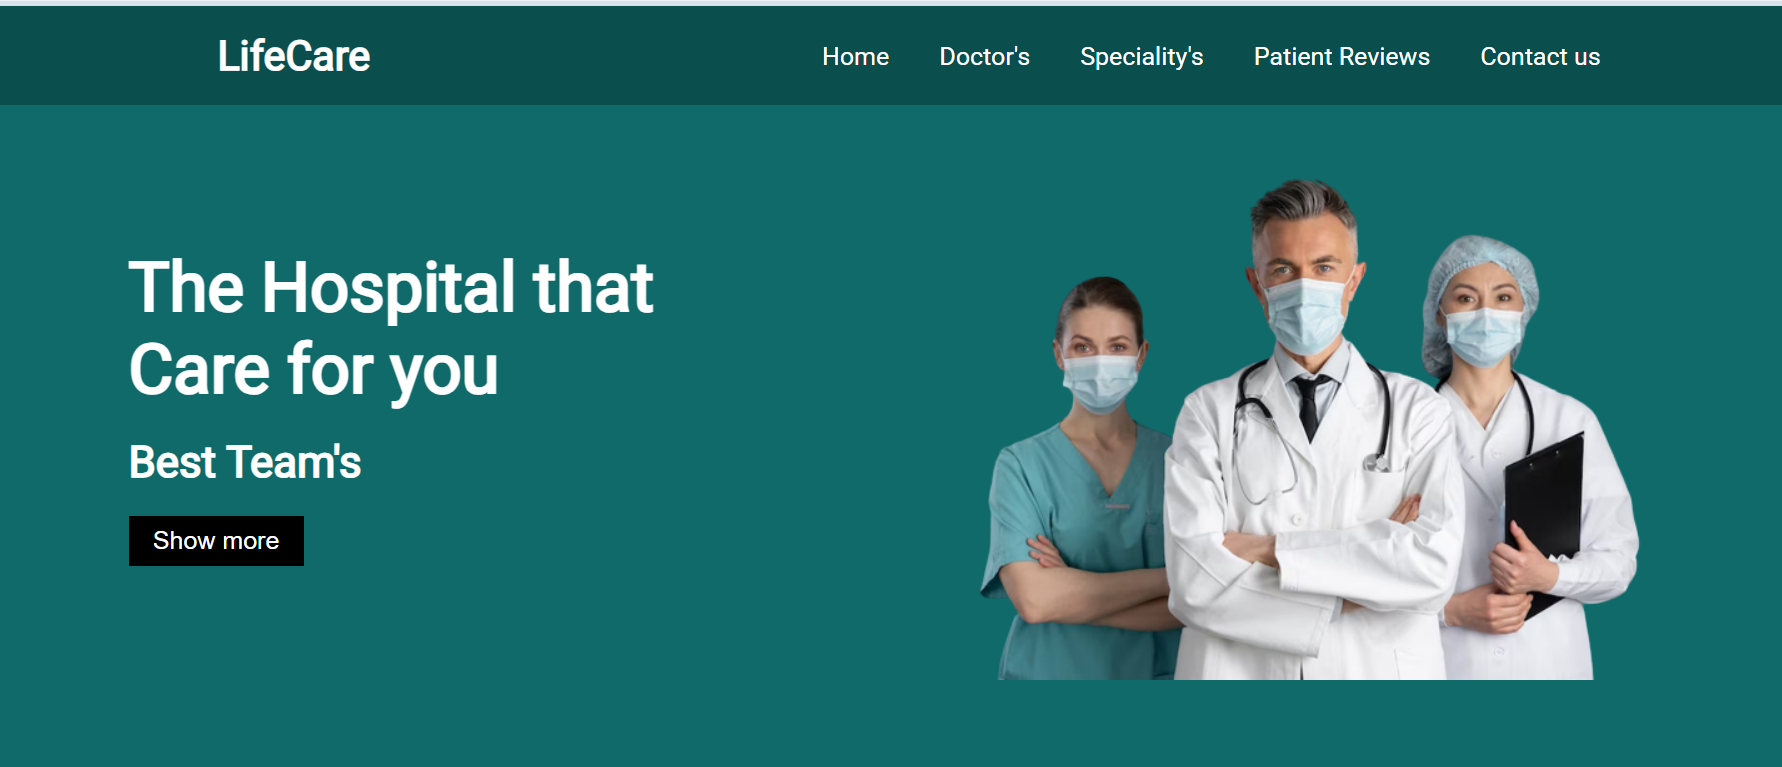 LifeCare
Home Doctor's Speciality's Patient Reviews Contact us
The Hospital that
Care for you
Best Team's
Show more